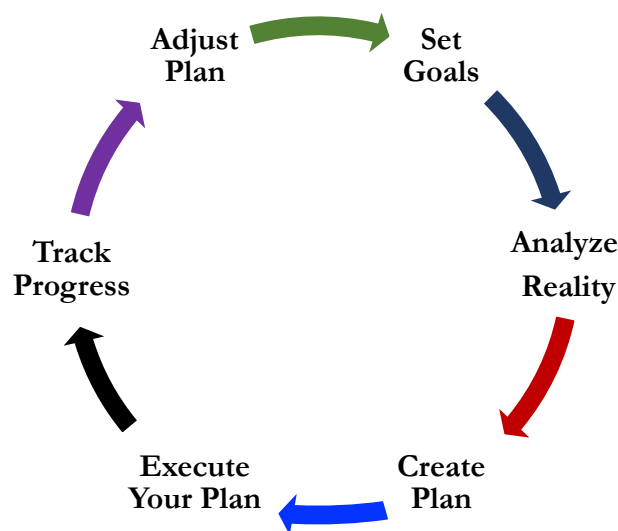 Adjust
Plan
Set
Goals
Analyze
Reality
Create
Plan
Execute
Your Plan
Track
Progress